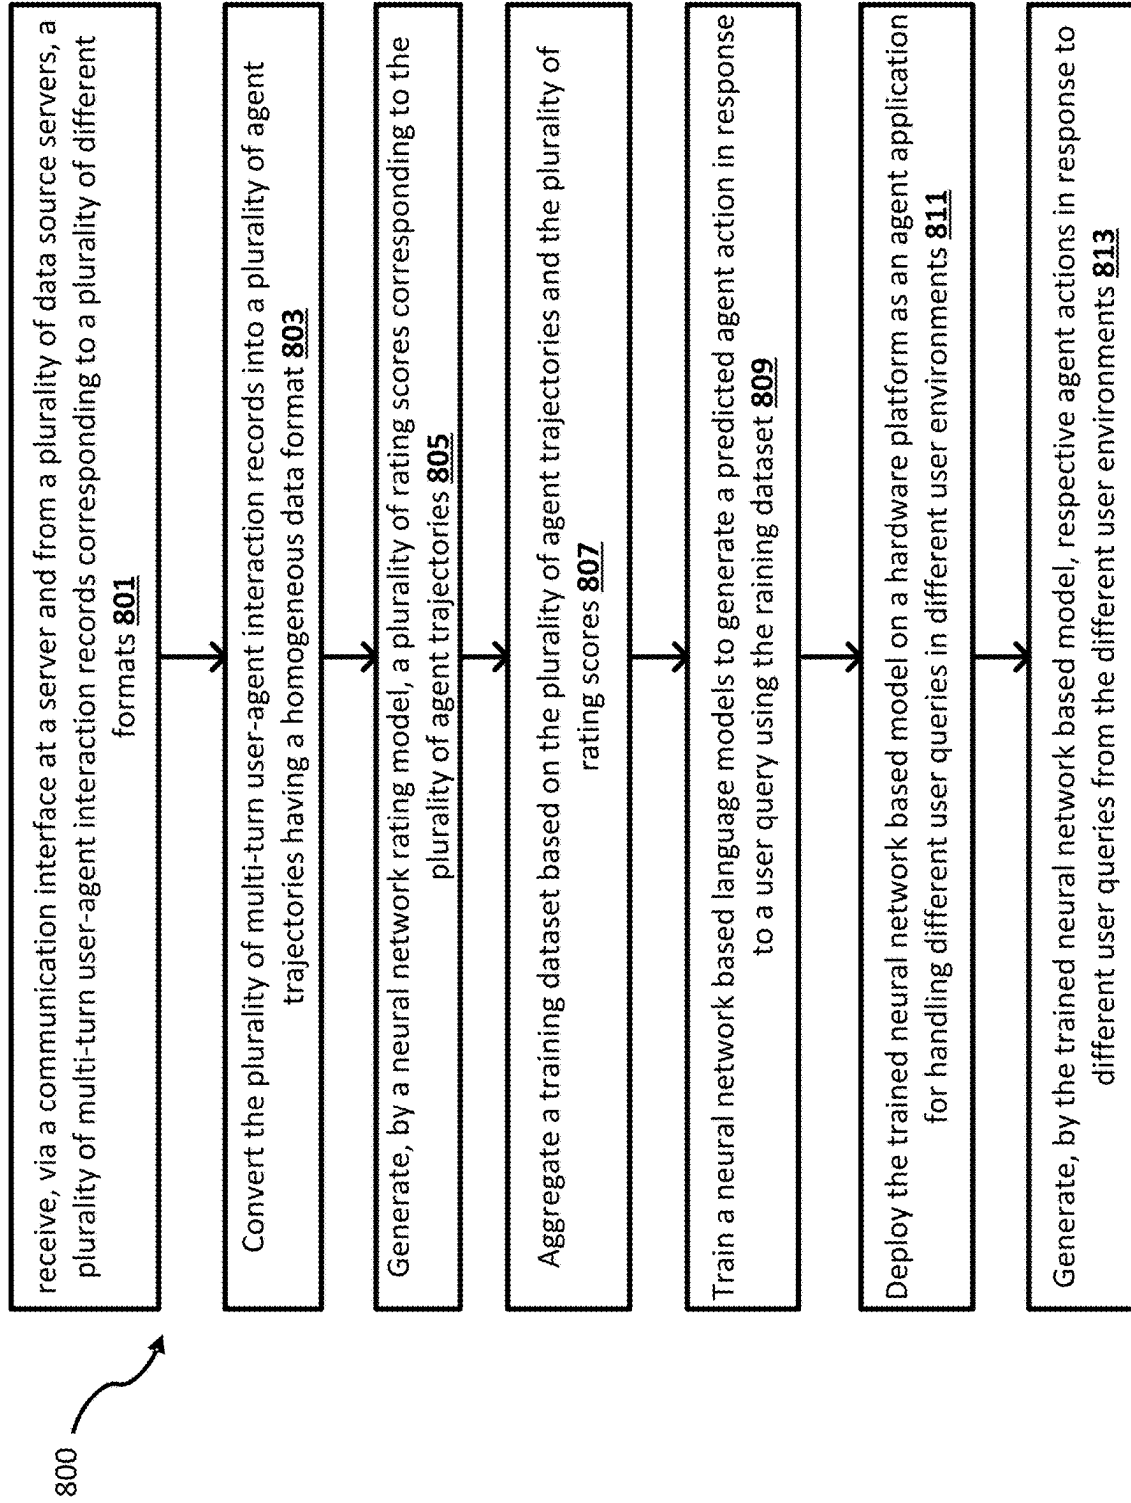 800
receive, via a communication interface at a server and from a plurality of data source servers, a
plurality of multi-turn user-agent interaction records corresponding to a plurality of different
formats 801
Convert the plurality of multi-turn user-agent interaction records into a plurality of agent
trajectories having a homogeneous data format 803
Generate, by a neural network rating model, a plurality of rating scores corresponding to the
plurality of agent trajectories 805
Aggregate a training dataset based on the plurality of agent trajectories and the plurality of
rating scores 807
Train a neural network based language models to generate a predicted agent action in response
to a user query using the raining dataset 809
Deploy the trained neural network based model on a hardware platform as an agent application
for handling different user queries in different user environments 811
Generate, by the trained neural network based model, respective agent actions in response to
different user queries from the different user environments 813